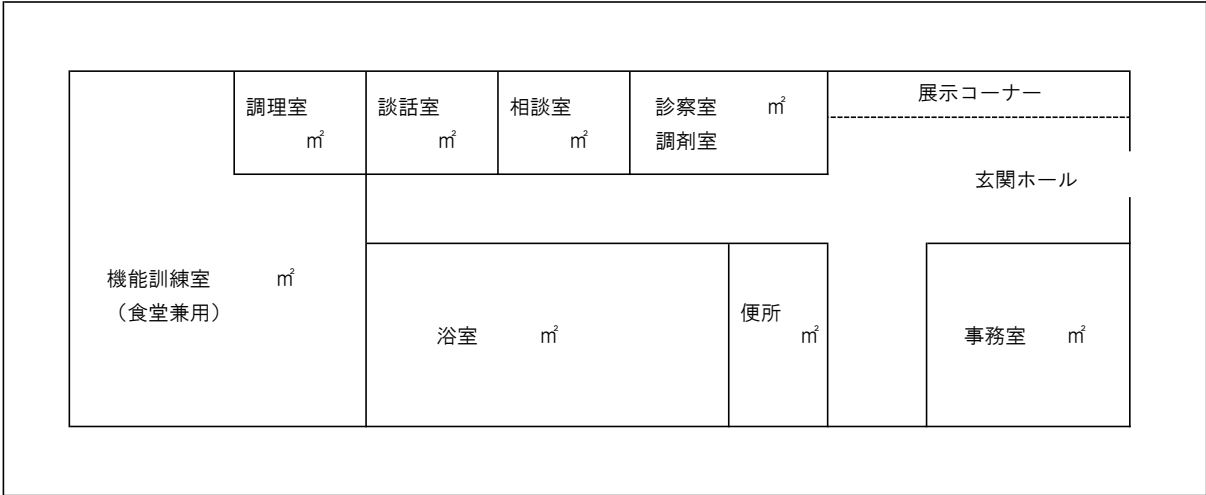 展示コーナー
調理室
㎡
談話室
㎡
相談室
㎡
診察室 ㎡
調剤室
玄関ホール
機能訓練室 ㎡
（食堂兼用）
浴室 ㎡
便所
㎡
事務室 ㎡